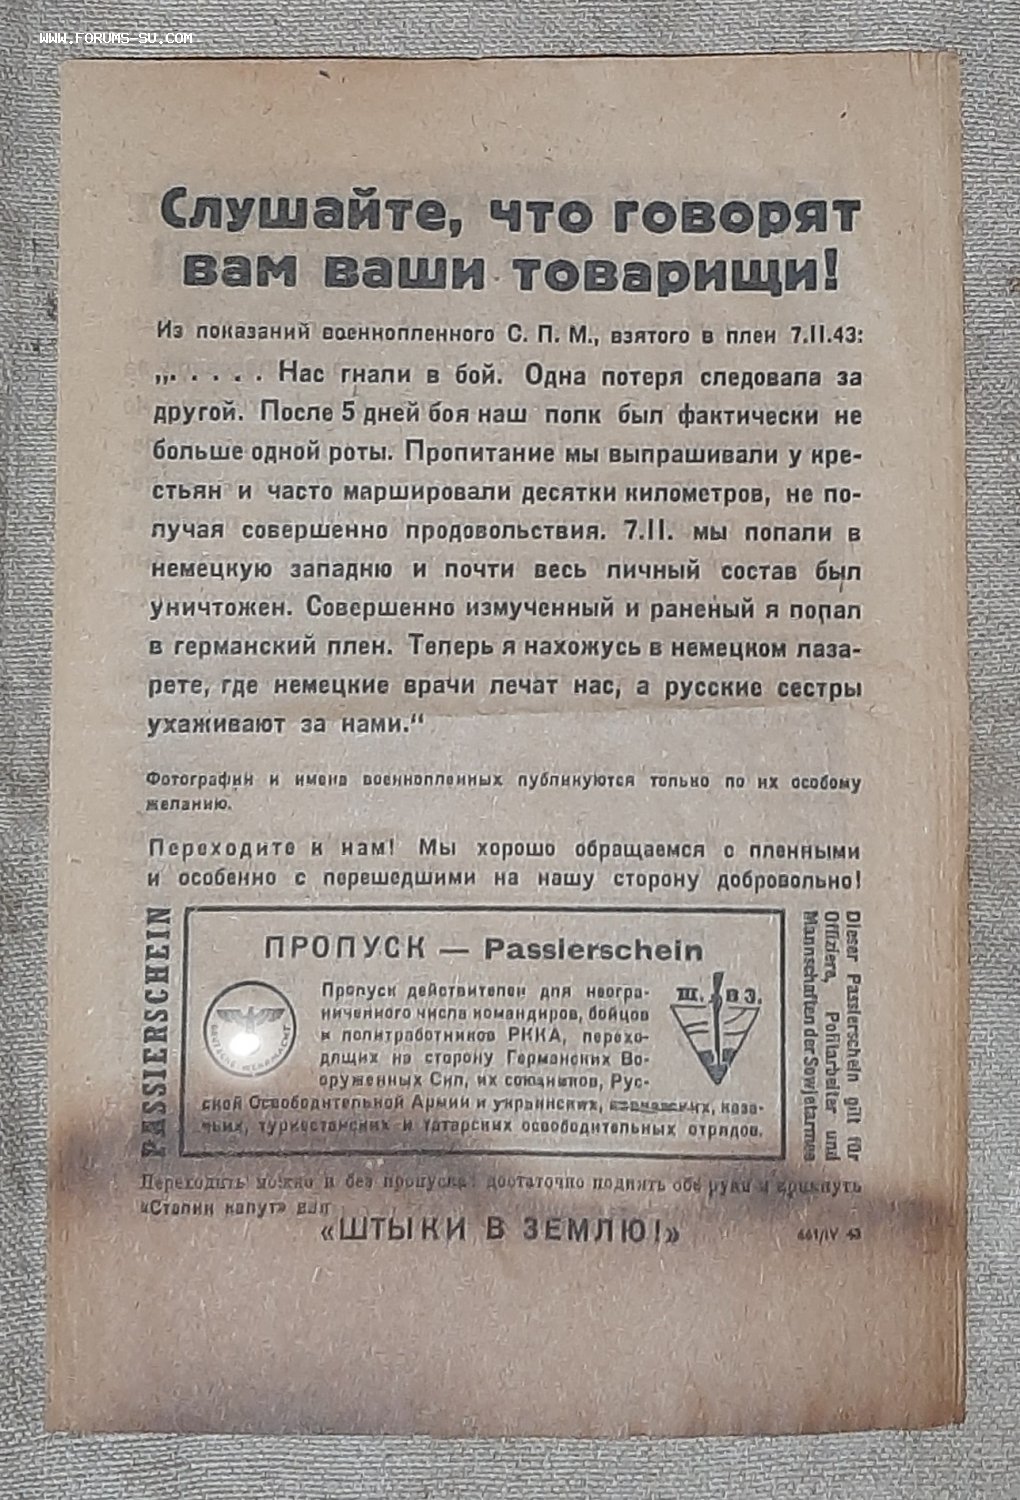 WWW.FORUMS-SU.COM
Слушайте, что говорят
вам ваши товарищи!
Из показаний военнопленного С. П. М., взятого в плен 7.II.43:
„. . . . . Нас гнали в бой. Одна потеря следовала за
другой. После 5 дней боя наш полк был фактически не
больше одной роты. Пропитание мы выпрашивали у кре-
стьян и часто маршировали десятки километров, не по-
лучая совершенно продовольствия. 7.II. мы попали в
немецкую западню и почти весь личный состав был
уничтожен. Совершенно измученный и раненый я попал
в германский плен. Теперь я нахожусь в немецком лаза-
рете, где немецкие врачи лечат нас, а русские сестры
ухаживают за нами.“
Фотографии и имена военнопленных публикуются только по их особому
желанию.
Переходите к нам! Мы хорошо обращаемся с пленными
и особенно с перешедшими на нашу сторону добровольно!
PASSIERSCHEIN
ПРОПУСК — Passierschein
DEUTSCHE WEHRMACHT
Пропуск действителен для неогра-
ниченного числа командиров, бойцов
и политработников РККА, перехо-
дящих на сторону Германских Во-
оруженных Сил, их союзников, Рус-
ской Освободительной Армии и украинских, кавказских, каза-
чьих, туркестанских и татарских освободительных отрядов.
Ш. В З.
Dieser Passierschein gilt für
Offiziere, Politarbeiter und
Mannschaften der Sowjetarmee
Переходить можно и без пропуска: достаточно поднять обе руки и крикнуть
«Сталин капут» или
«ШТЫКИ В ЗЕМЛЮ!»
661/IV 43